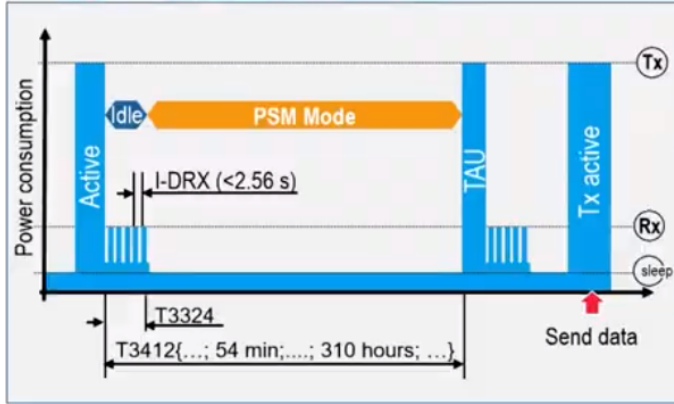 Power consumption
Active
Idle
PSM Mode
TAU
Tx active
Tx
I-DRX (<2.56 s)
Rx
sleep
T3324
T3412{...; 54 min;....; 310 hours; ...}
Send data